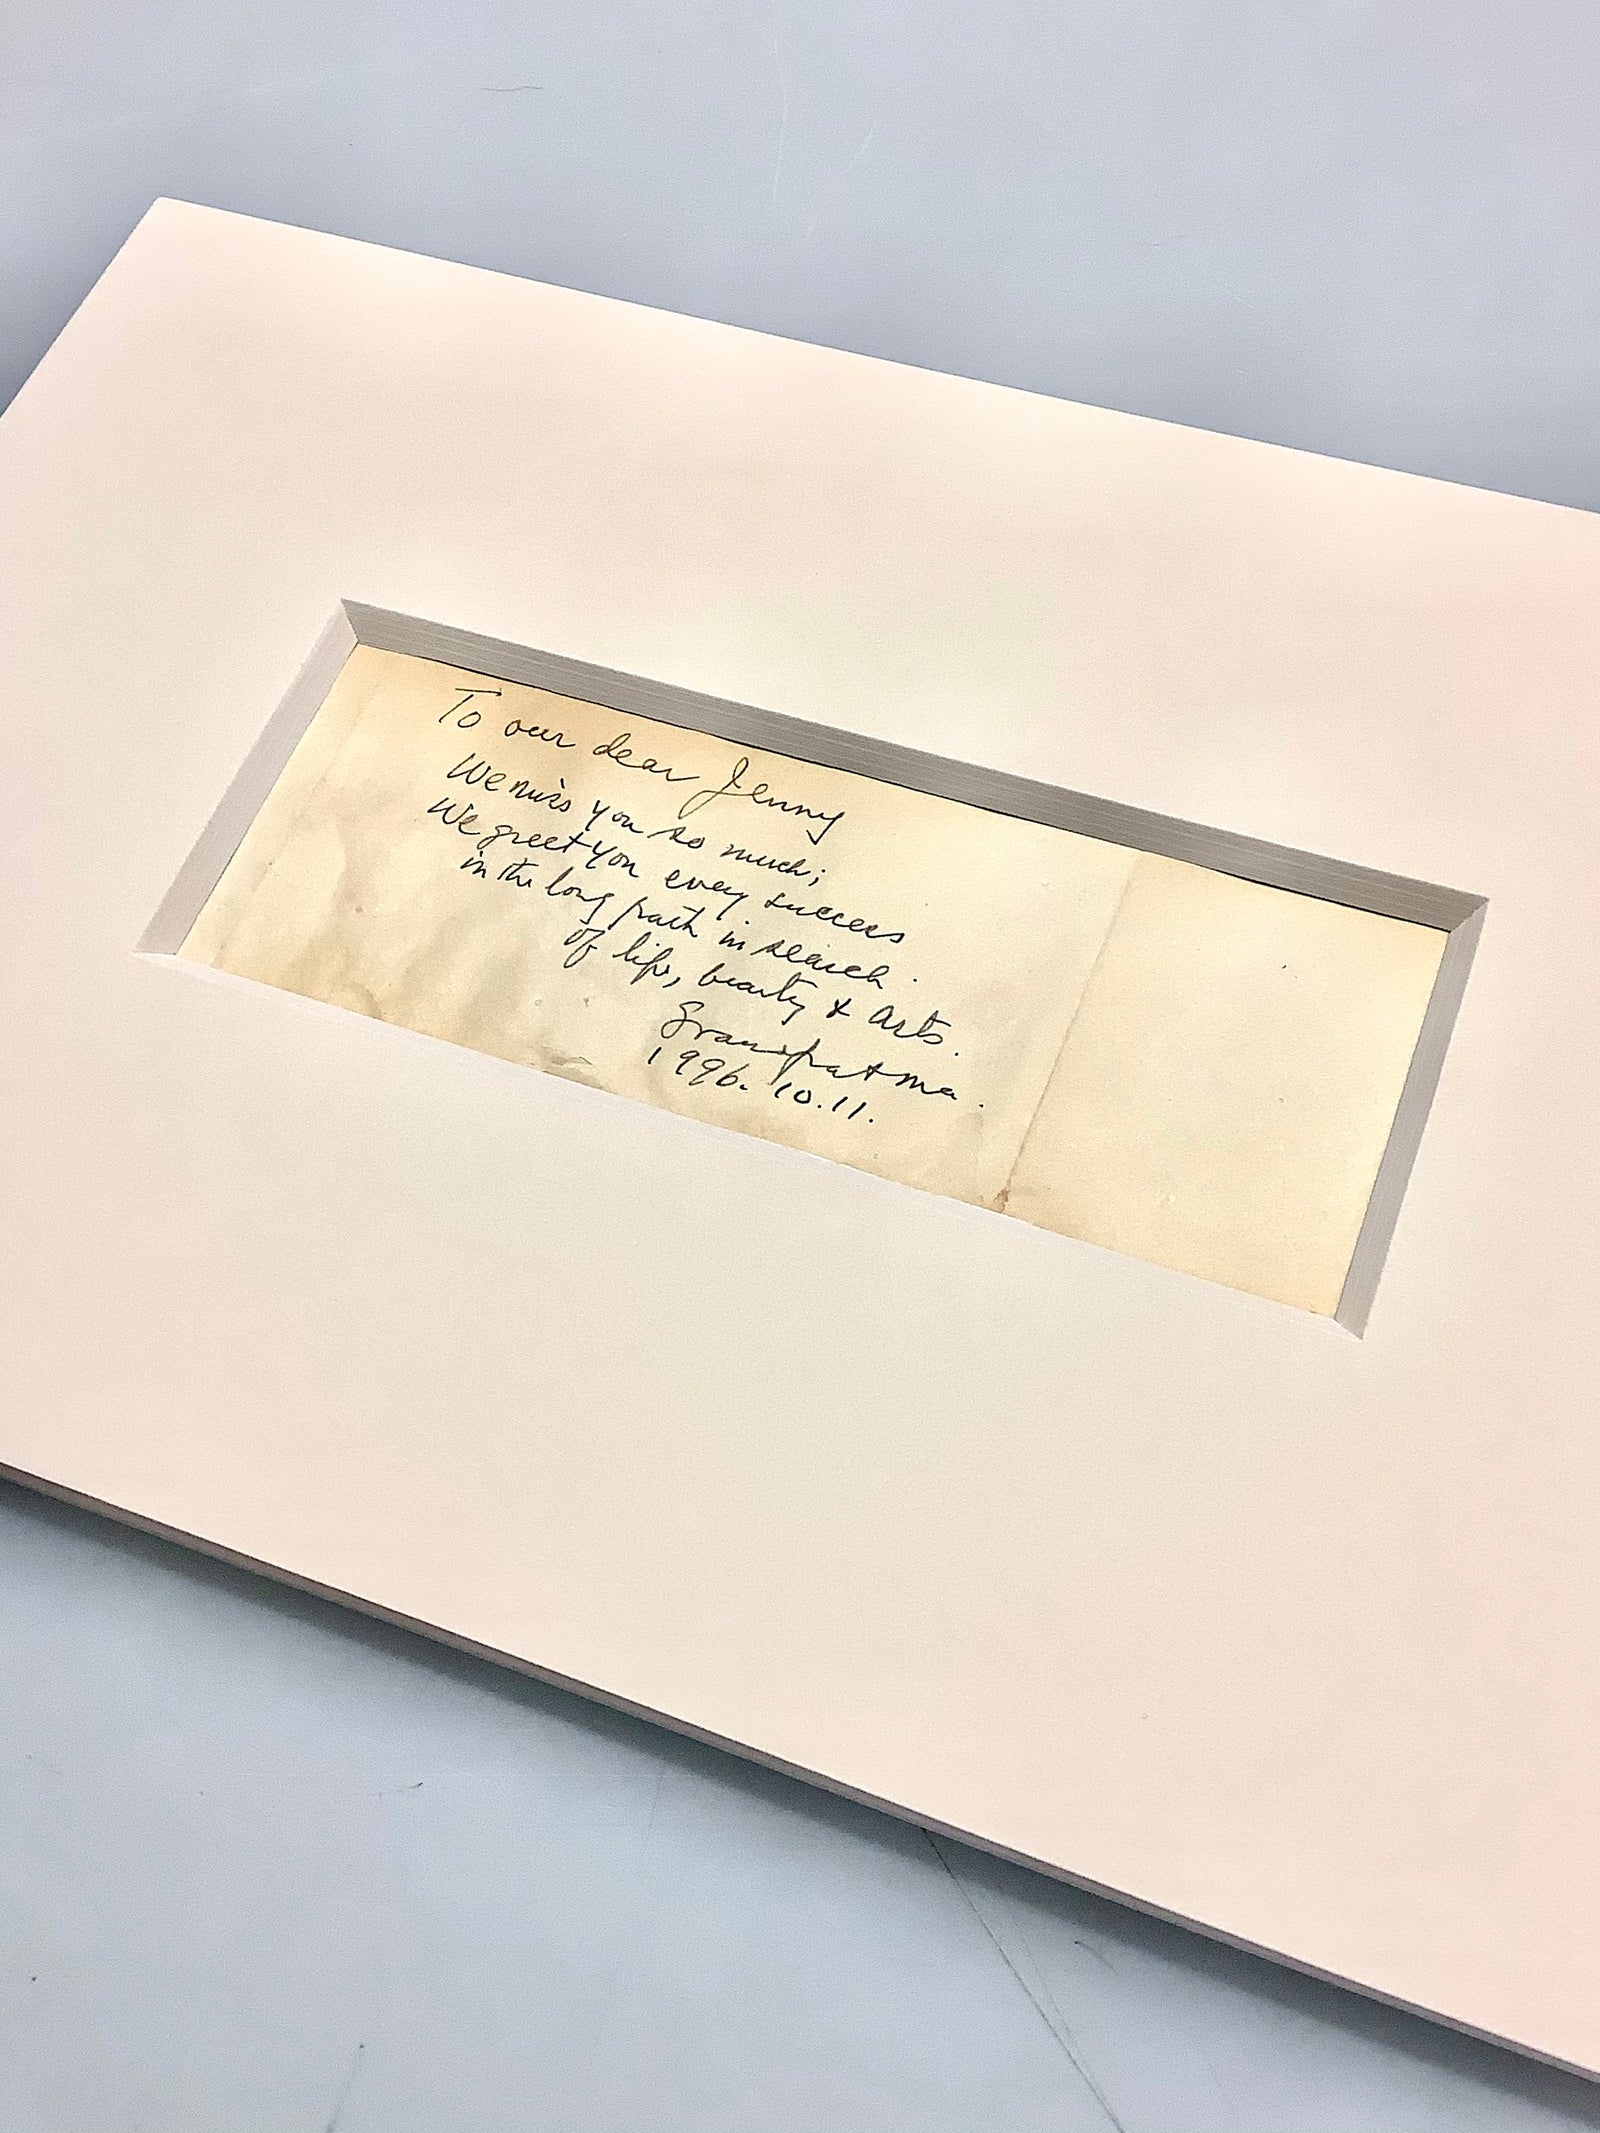 To our dear Jenny
We miss you so much;
We greet you every success
in the long path in search
of life, beauty & arts.
Grandpa & ma.
1996. 10.11.